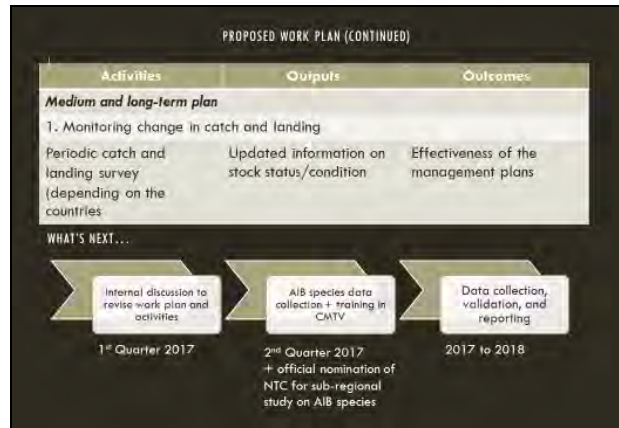 PROPOSED WORK PLAN (CONTINUED)
Activities Outputs Outcomes
Medium and long-term plan
1. Monitoring change in catch and landing
Periodic catch and Updated information on Effectiveness of the
landing survey stock status/condition management plans
(depending on the
countries
WHAT'S NEXT...
Internal discussion to
revise work plan and
activities
AIB species data
collection + training in
CMTV
Data collection,
validation, and
reporting
1st Quarter 2017
2nd Quarter 2017
+ official nomination of
NTC for sub-regional
study on AIB species
2017 to 2018